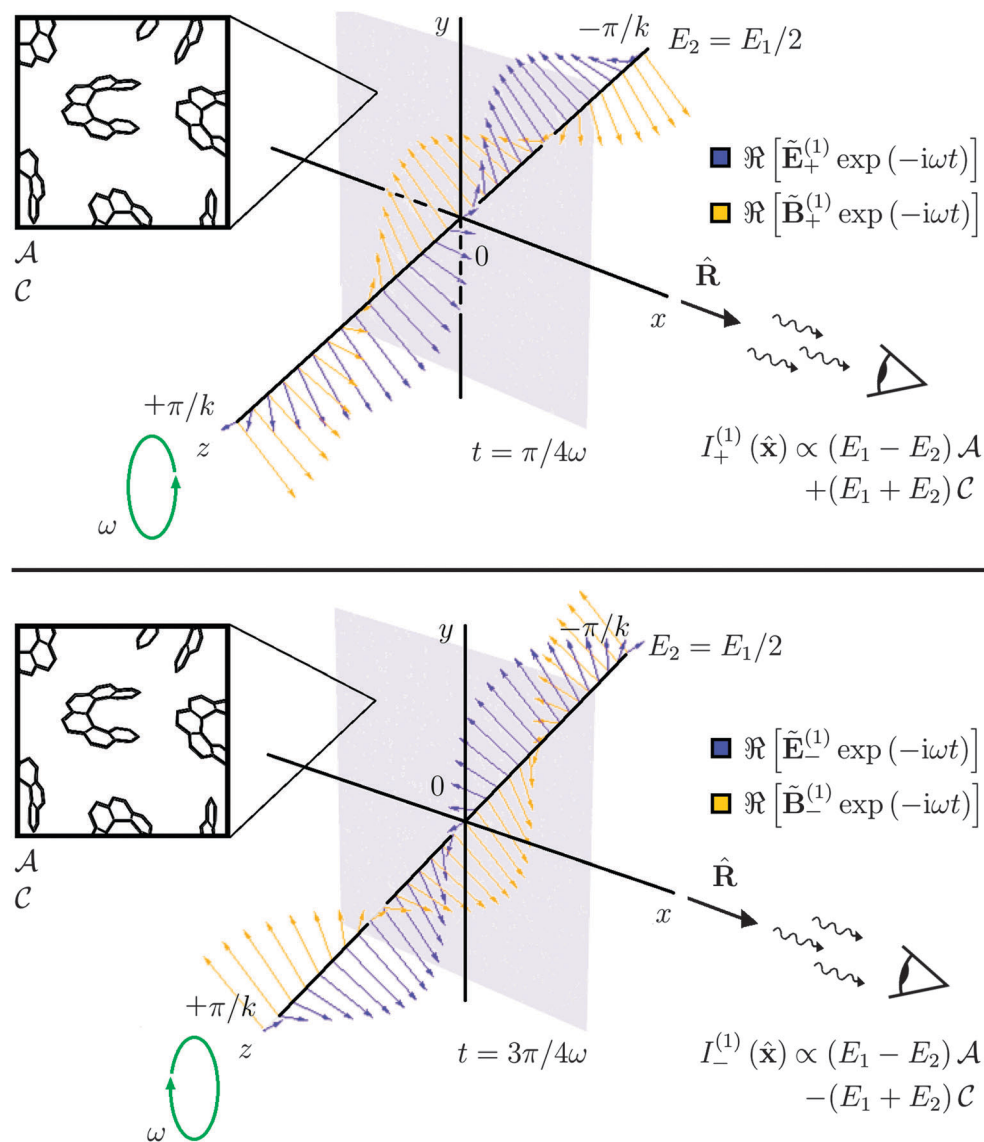 y
−π/k
E₂ = E₁/2
ℜ [Ẽ₊⁽¹⁾ exp (−iωt)]
ℜ [B̃₊⁽¹⁾ exp (−iωt)]
𝒜
𝒞
0
R̂
x
+π/k
z
ω
t = π/4ω
I₊⁽¹⁾ (x̂) ∝ (E₁ − E₂) 𝒜
+(E₁ + E₂) 𝒞
y
−π/k
E₂ = E₁/2
ℜ [Ẽ₋⁽¹⁾ exp (−iωt)]
ℜ [B̃₋⁽¹⁾ exp (−iωt)]
0
𝒜
𝒞
R̂
x
+π/k
z
ω
t = 3π/4ω
I₋⁽¹⁾ (x̂) ∝ (E₁ − E₂) 𝒜
−(E₁ + E₂) 𝒞